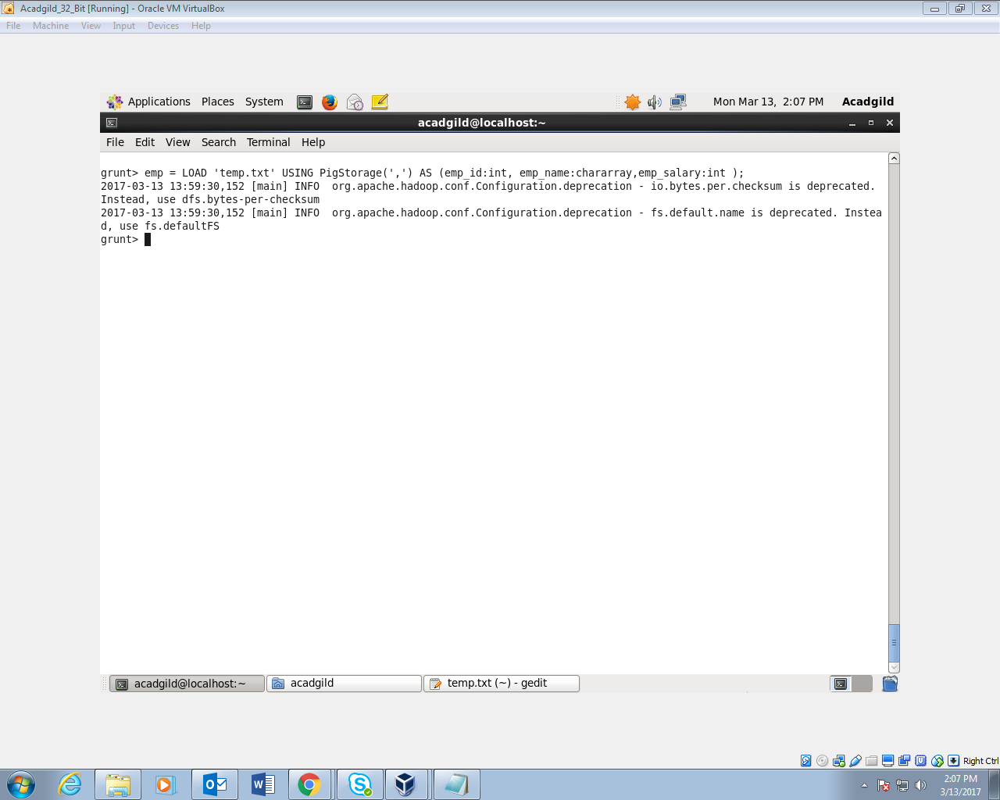 Acadgild_32_Bit [Running] - Oracle VM VirtualBox
File Machine View Input Devices Help
Applications Places System Mon Mar 13, 2:07 PM Acadgild
acadgild@localhost:~
File Edit View Search Terminal Help
grunt> emp = LOAD 'temp.txt' USING PigStorage(',') AS (emp_id:int, emp_name:chararray,emp_salary:int );
2017-03-13 13:59:30,152 [main] INFO  org.apache.hadoop.conf.Configuration.deprecation - io.bytes.per.checksum is deprecated.
Instead, use dfs.bytes-per-checksum
2017-03-13 13:59:30,152 [main] INFO  org.apache.hadoop.conf.Configuration.deprecation - fs.default.name is deprecated. Instea
d, use fs.defaultFS
grunt>
acadgild@localhost:~ acadgild temp.txt (~) - gedit
Right Ctrl
2:07 PM
3/13/2017